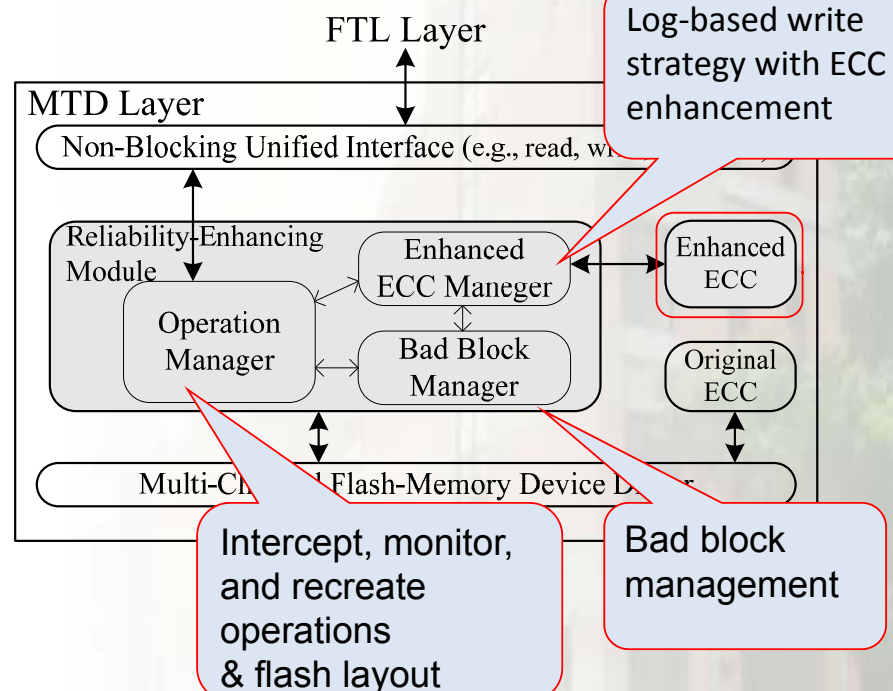 FTL Layer
Log-based write
strategy with ECC
enhancement
MTD Layer
Non-Blocking Unified Interface (e.g., read,
Reliability-Enhancing
Module
Enhanced
ECC Maneger
Enhanced
ECC
Operation
Manager
Bad Block
Manager
Original
ECC
Flash-Memory Device
Intercept, monitor,
and recreate
operations
& flash layout
Bad block
management